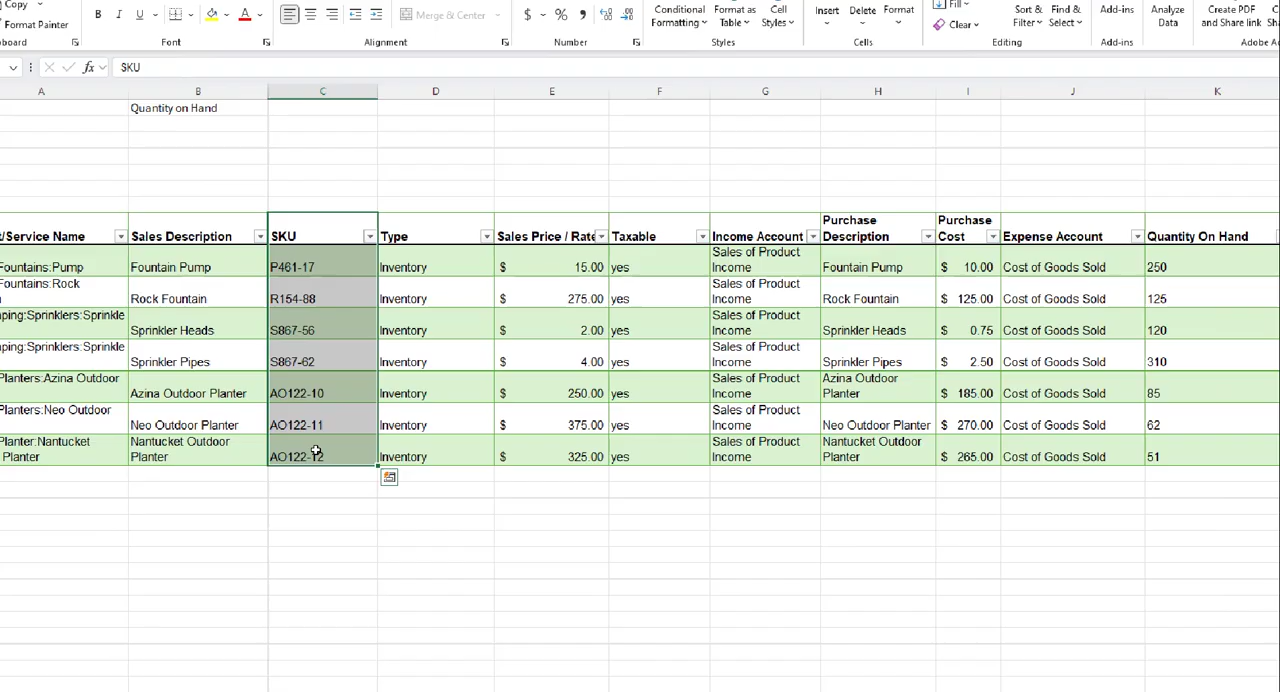 Copy
Format Painter
B I U A $ % ,
Merge & Center
Conditional Formatting
Format as Table
Cell Styles
Insert
Delete
Format
Fill
Clear
Sort & Filter
Find & Select
Add-ins
Analyze Data
Create PDF and Share link
board
Font
Alignment
Number
Styles
Cells
Editing
Add-ins
fx SKU
A B C D E F G H I J K
Quantity on Hand
/Service Name Sales Description SKU Type Sales Price / Rate Taxable Income Account Purchase Description Purchase Cost Expense Account Quantity On Hand
Fountains:Pump Fountain Pump P461-17 Inventory $ 15.00 yes Sales of Product Income Fountain Pump $ 10.00 Cost of Goods Sold 250
Fountains:Rock Rock Fountain R154-88 Inventory $ 275.00 yes Sales of Product Income Rock Fountain $ 125.00 Cost of Goods Sold 125
ping:Sprinklers:Sprinkle Sprinkler Heads S867-56 Inventory $ 2.00 yes Sales of Product Income Sprinkler Heads $ 0.75 Cost of Goods Sold 120
ping:Sprinklers:Sprinkle Sprinkler Pipes S867-62 Inventory $ 4.00 yes Sales of Product Income Sprinkler Pipes $ 2.50 Cost of Goods Sold 310
Planters:Azina Outdoor Azina Outdoor Planter AO122-10 Inventory $ 250.00 yes Sales of Product Income Azina Outdoor Planter $ 185.00 Cost of Goods Sold 85
Planters:Neo Outdoor Neo Outdoor Planter AO122-11 Inventory $ 375.00 yes Sales of Product Income Neo Outdoor Planter $ 270.00 Cost of Goods Sold 62
Planter:Nantucket Planter Nantucket Outdoor Planter AO122-12 Inventory $ 325.00 yes Sales of Product Income Nantucket Outdoor Planter $ 265.00 Cost of Goods Sold 51